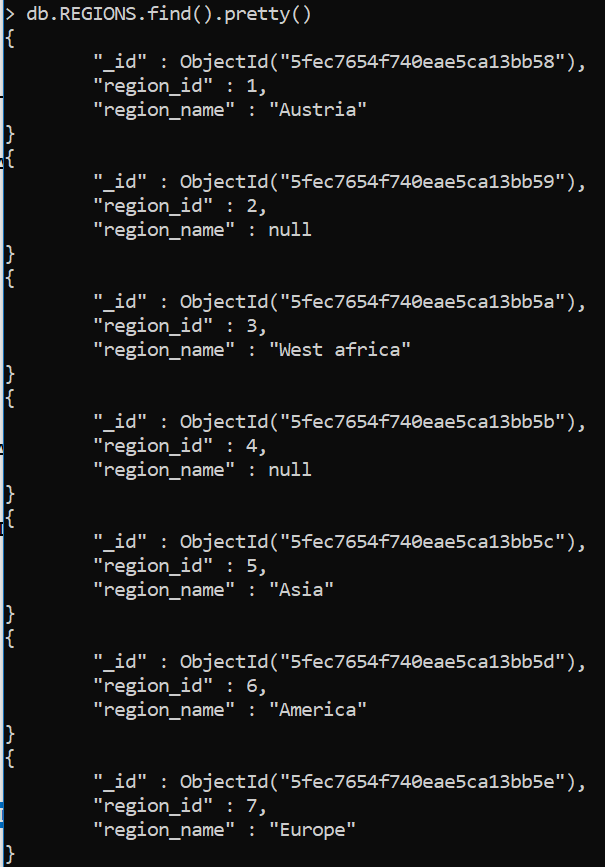 > db.REGIONS.find().pretty()
{
"_id" : ObjectId("5fec7654f740eae5ca13bb58"),
"region_id" : 1,
"region_name" : "Austria"
}
{
"_id" : ObjectId("5fec7654f740eae5ca13bb59"),
"region_id" : 2,
"region_name" : null
}
{
"_id" : ObjectId("5fec7654f740eae5ca13bb5a"),
"region_id" : 3,
"region_name" : "West africa"
}
{
"_id" : ObjectId("5fec7654f740eae5ca13bb5b"),
"region_id" : 4,
"region_name" : null
}
{
"_id" : ObjectId("5fec7654f740eae5ca13bb5c"),
"region_id" : 5,
"region_name" : "Asia"
}
{
"_id" : ObjectId("5fec7654f740eae5ca13bb5d"),
"region_id" : 6,
"region_name" : "America"
}
{
"_id" : ObjectId("5fec7654f740eae5ca13bb5e"),
"region_id" : 7,
"region_name" : "Europe"
}